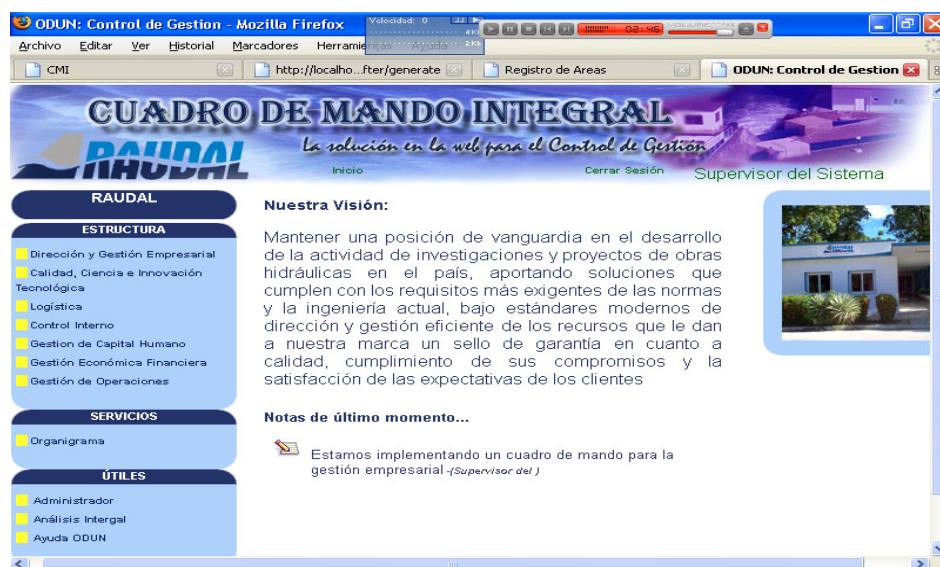 ODUN: Control de Gestion - Mozilla Firefox
Velocidad: 0
02:46
Archivo Editar Ver Historial Marcadores Herramientas Ayuda
CMI
http://localho...fter/generate
Registro de Areas
ODUN: Control de Gestion
CUADRO DE MANDO INTEGRAL
La solución en la web para el Control de Gestión
RAUDAL
Inicio
Cerrar Sesión
Supervisor del Sistema
RAUDAL
ESTRUCTURA
Dirección y Gestión Empresarial
Calidad, Ciencia e Innovación
Tecnológica
Logística
Control Interno
Gestion de Capital Humano
Gestión Económica Financiera
Gestión de Operaciones
SERVICIOS
Organigrama
ÚTILES
Administrador
Análisis Intergal
Ayuda ODUN
Nuestra Visión:
Mantener una posición de vanguardia en el desarrollo
de la actividad de investigaciones y proyectos de obras
hidráulicas en el país, aportando soluciones que
cumplen con los requisitos más exigentes de las normas
y la ingeniería actual, bajo estándares modernos de
dirección y gestión eficiente de los recursos que le dan
a nuestra marca un sello de garantía en cuanto a
calidad, cumplimiento de sus compromisos y la
satisfacción de las expectativas de los clientes
Notas de último momento...
Estamos implementando un cuadro de mando para la
gestión empresarial -(Supervisor del )